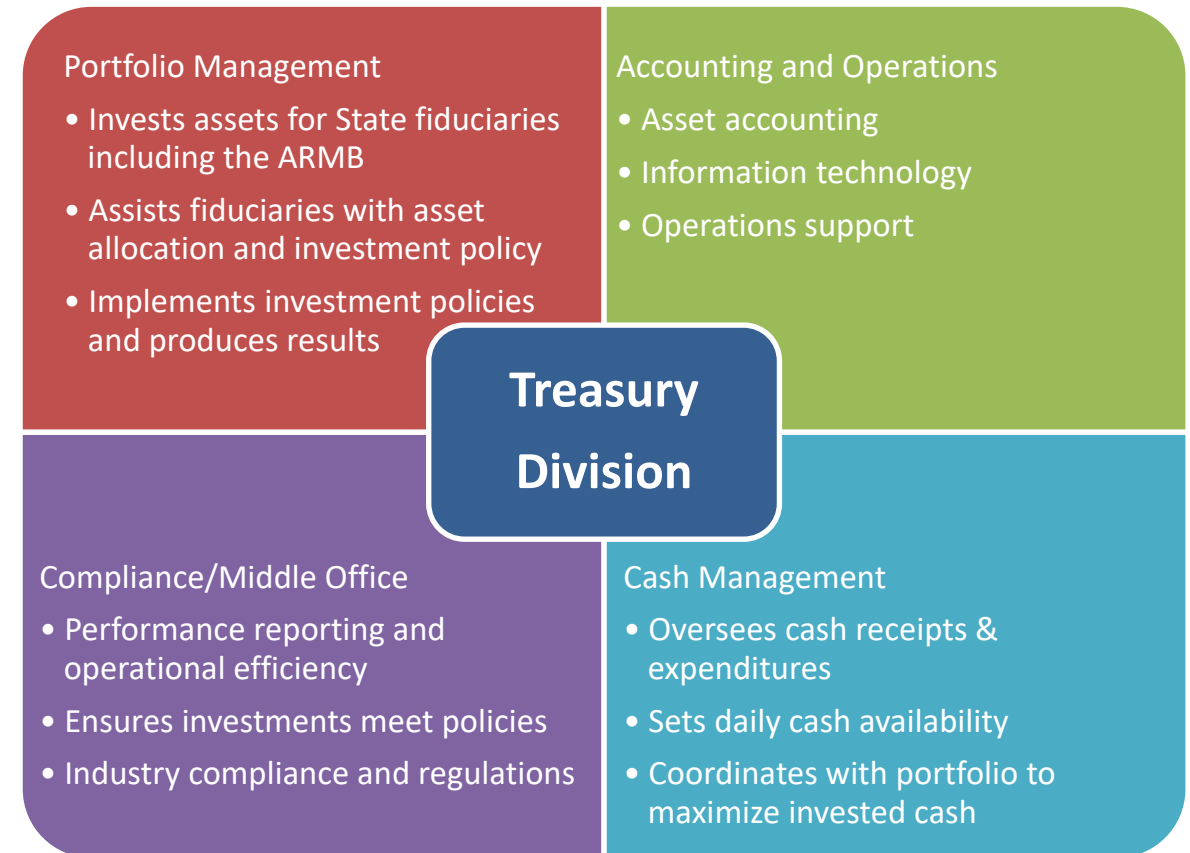 Portfolio Management
• Invests assets for State fiduciaries
including the ARMB
• Assists fiduciaries with asset
allocation and investment policy
• Implements investment policies
and produces results
Accounting and Operations
• Asset accounting
• Information technology
• Operations support
Treasury
Division
Compliance/Middle Office
• Performance reporting and
operational efficiency
• Ensures investments meet policies
• Industry compliance and regulations
Cash Management
• Oversees cash receipts &
expenditures
• Sets daily cash availability
• Coordinates with portfolio to
maximize invested cash